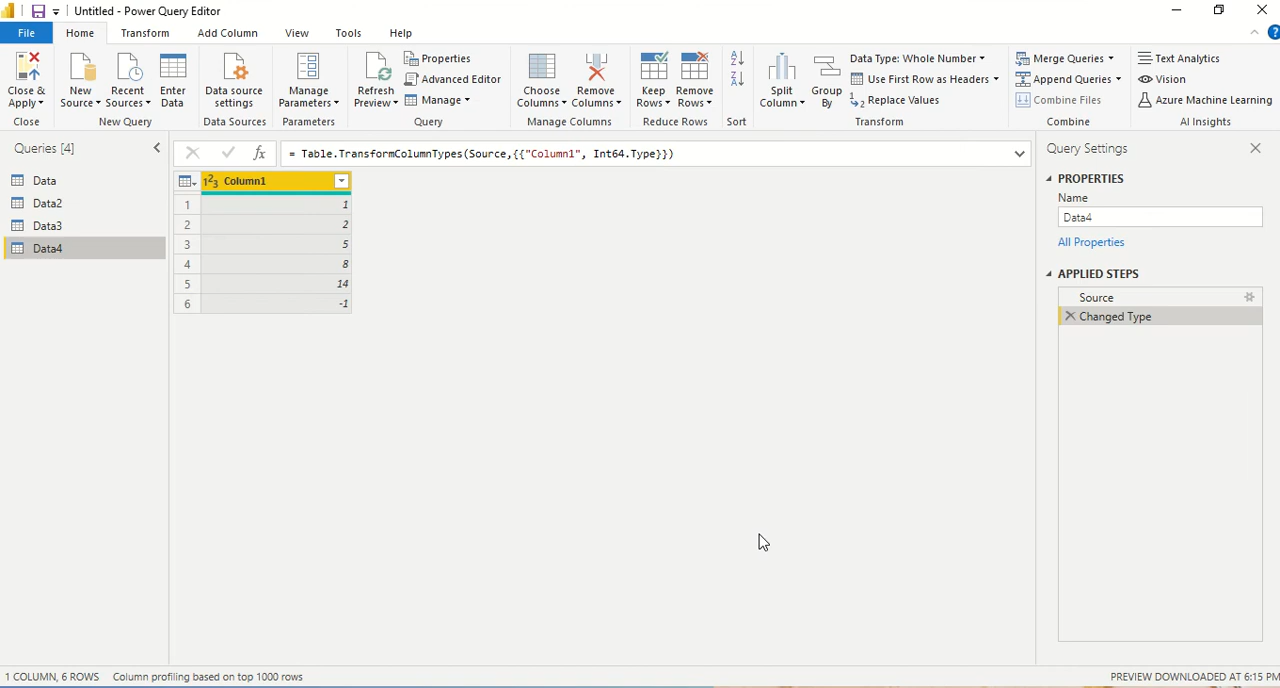 Untitled - Power Query Editor
File Home Transform Add Column View Tools Help
Close & Apply
New Source
Recent Sources
Enter Data
Data source settings
Manage Parameters
Refresh Preview
Properties
Advanced Editor
Manage
Choose Columns
Remove Columns
Keep Rows
Remove Rows
Split Column
Group By
Data Type: Whole Number
Use First Row as Headers
1 2 Replace Values
Merge Queries
Append Queries
Combine Files
Text Analytics
Vision
Azure Machine Learning
Close New Query Data Sources Parameters Query Manage Columns Reduce Rows Sort Transform Combine AI Insights
Queries [4]
Data
Data2
Data3
Data4
fx = Table.TransformColumnTypes(Source,{{"Column1", Int64.Type}})
123 Column1
1 1
2 2
3 5
4 8
5 14
6 -1
Query Settings
PROPERTIES
Name
Data4
All Properties
APPLIED STEPS
Source
Changed Type
1 COLUMN, 6 ROWS Column profiling based on top 1000 rows PREVIEW DOWNLOADED AT 6:15 PM